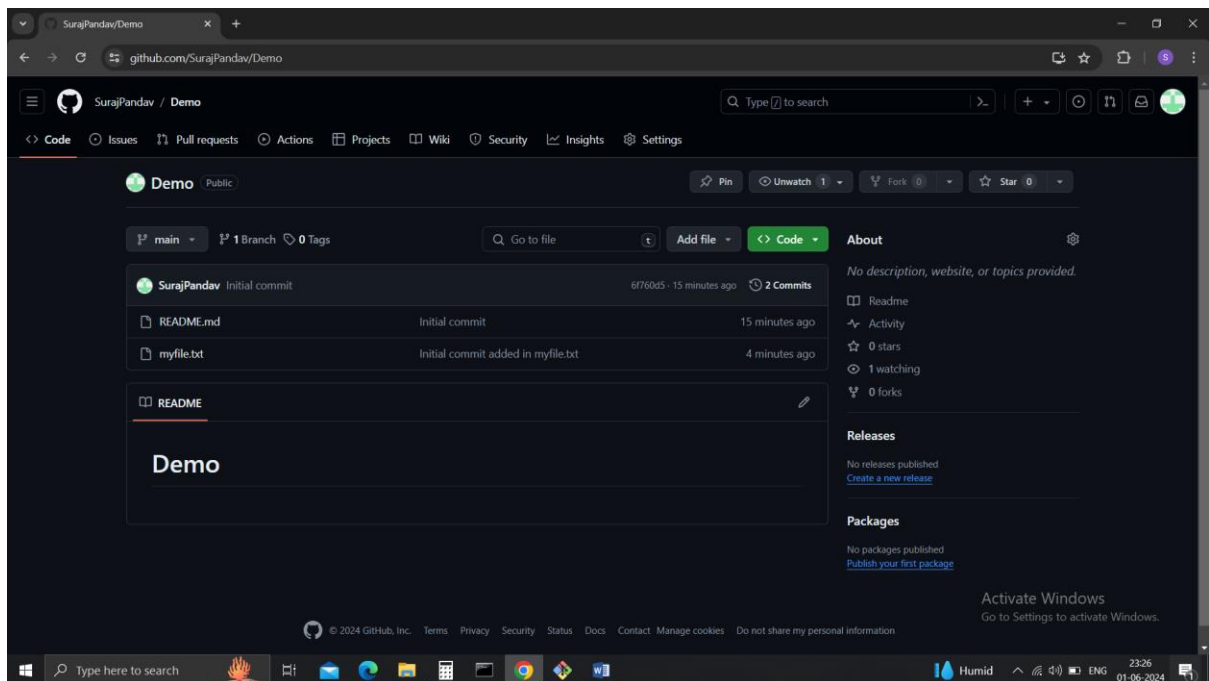 SurajPandav/Demo
github.com/SurajPandav/Demo
S
SurajPandav / Demo
Type / to search
Code Issues Pull requests Actions Projects Wiki Security Insights Settings
Demo Public
Pin Unwatch 1 Fork 0 Star 0
main 1 Branch 0 Tags
Go to file t Add file Code
SurajPandav Initial commit 6f760d5 · 15 minutes ago 2 Commits
README.md Initial commit 15 minutes ago
myfile.txt Initial commit added in myfile.txt 4 minutes ago
README
Demo
About
No description, website, or topics provided.
Readme
Activity
0 stars
1 watching
0 forks
Releases
No releases published
Create a new release
Packages
No packages published
Publish your first package
© 2024 GitHub, Inc. Terms Privacy Security Status Docs Contact Manage cookies Do not share my personal information
Activate Windows
Go to Settings to activate Windows.
Type here to search
Humid ENG 23:26
01-06-2024